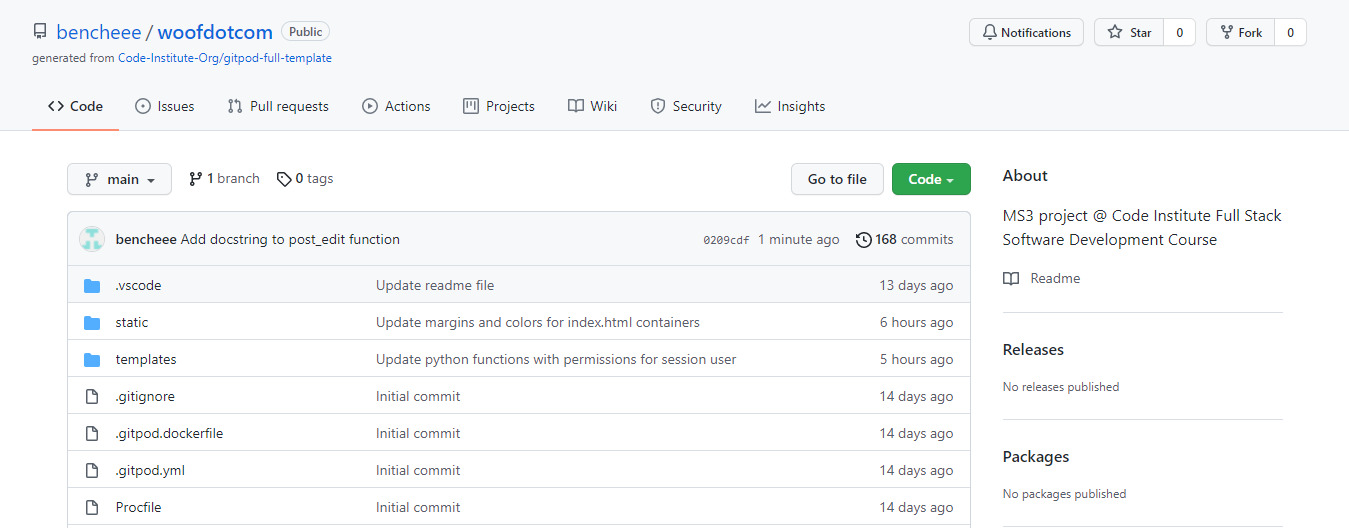 bencheee / woofdotcom Public
Notifications Star 0 Fork 0
generated from Code-Institute-Org/gitpod-full-template
Code Issues Pull requests Actions Projects Wiki Security Insights
main 1 branch 0 tags Go to file Code
bencheee Add docstring to post_edit function 0209cdf 1 minute ago 168 commits
.vscode Update readme file 13 days ago
static Update margins and colors for index.html containers 6 hours ago
templates Update python functions with permissions for session user 5 hours ago
.gitignore Initial commit 14 days ago
.gitpod.dockerfile Initial commit 14 days ago
.gitpod.yml Initial commit 14 days ago
Procfile Initial commit 14 days ago
About
MS3 project @ Code Institute Full Stack
Software Development Course
Readme
Releases
No releases published
Packages
No packages published